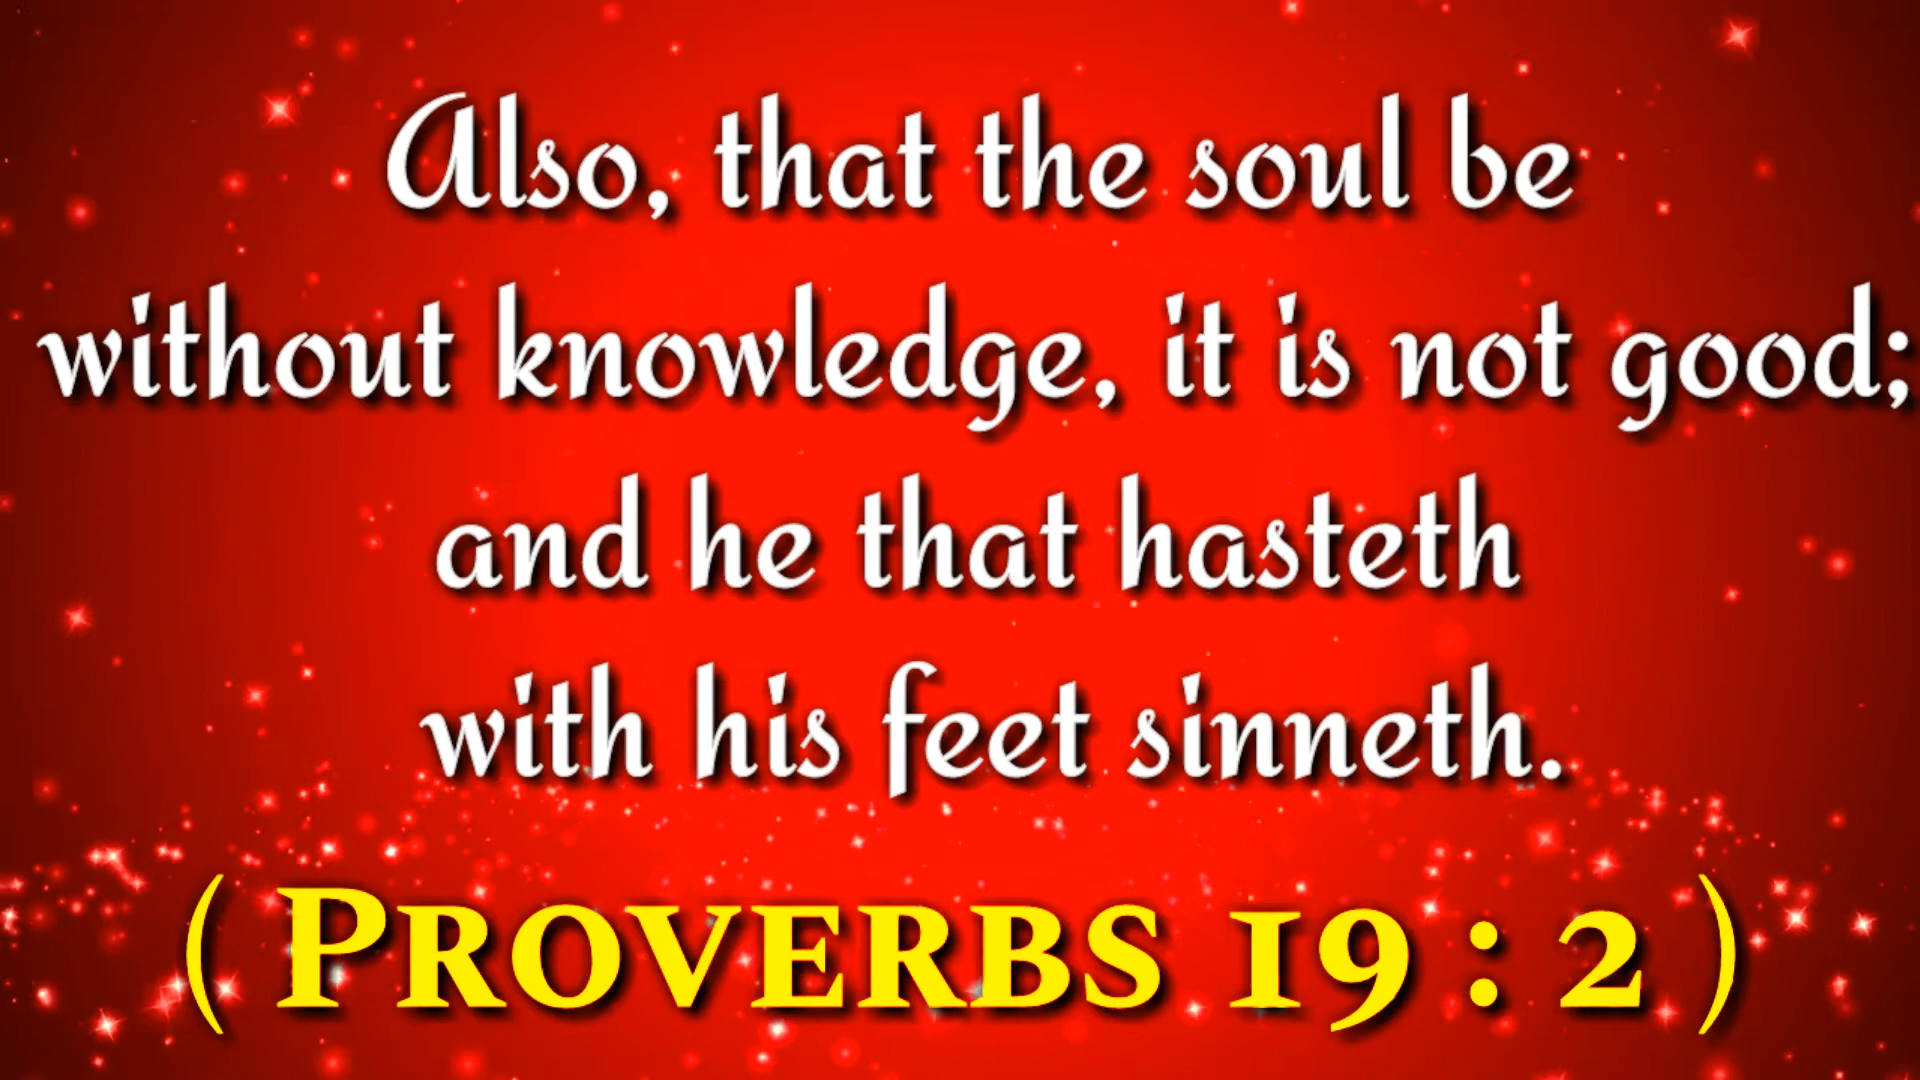 Also, that the soul be
without knowledge, it is not good;
and he that hasteth
with his feet sinneth.
( PROVERBS 19 : 2 )